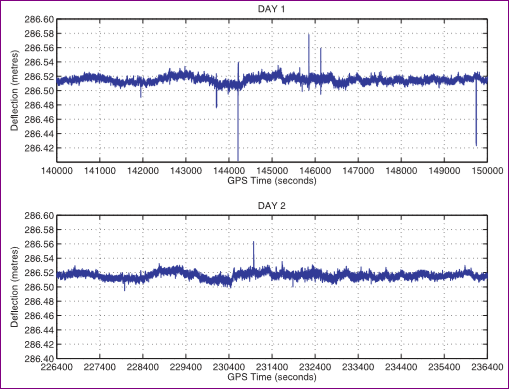 DAY 1
286.60
286.58
286.56
286.54
286.52
286.50
286.48
286.46
286.44
286.42
Deflection (metres)
140000 141000 142000 143000 144000 145000 146000 147000 148000 149000 150000
GPS Time (seconds)
DAY 2
286.60
286.58
286.56
286.54
286.52
286.50
286.48
286.46
286.44
286.42
286.40
Deflection (metres)
226400 227400 228400 229400 230400 231400 232400 233400 234400 235400 236400
GPS Time (seconds)